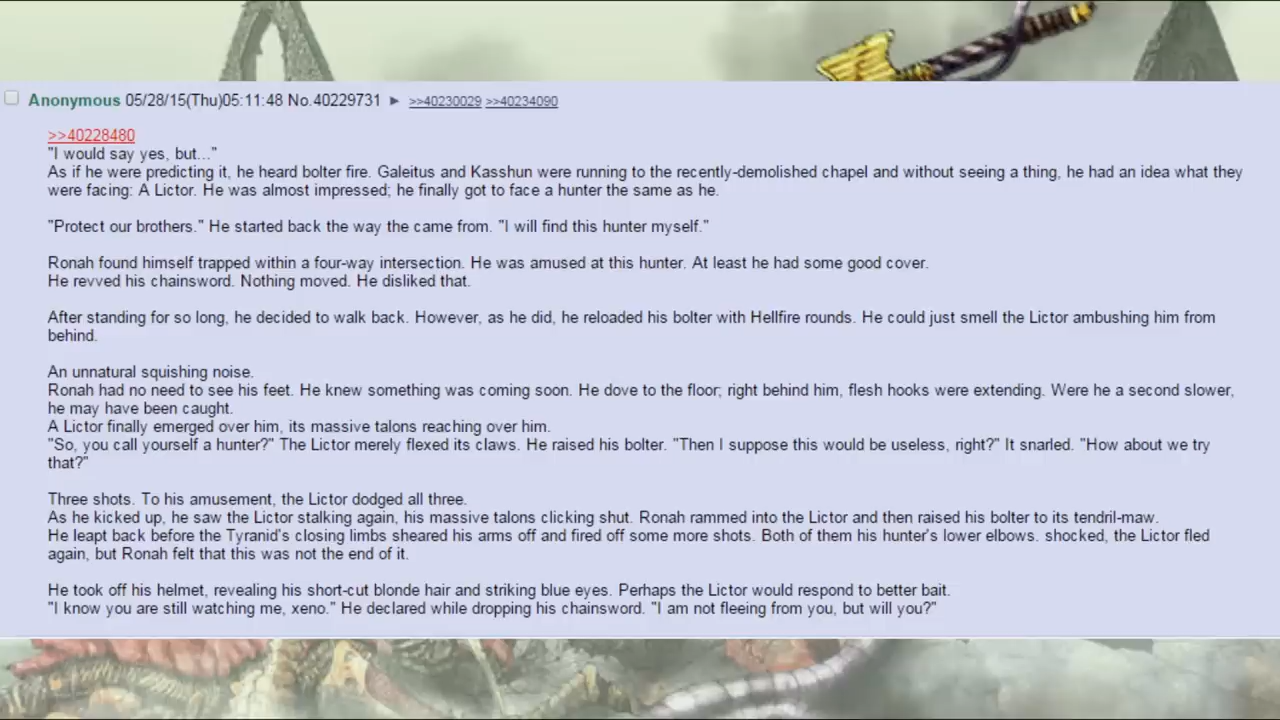 Anonymous 05/28/15(Thu)05:11:48 No.40229731 ► >>40230029 >>40234090
>>40228480
"I would say yes, but..."
As if he were predicting it, he heard bolter fire. Galeitus and Kasshun were running to the recently-demolished chapel and without seeing a thing, he had an idea what they
were facing: A Lictor. He was almost impressed; he finally got to face a hunter the same as he.
"Protect our brothers." He started back the way the came from. "I will find this hunter myself."
Ronah found himself trapped within a four-way intersection. He was amused at this hunter. At least he had some good cover.
He revved his chainsword. Nothing moved. He disliked that.
After standing for so long, he decided to walk back. However, as he did, he reloaded his bolter with Hellfire rounds. He could just smell the Lictor ambushing him from
behind.
An unnatural squishing noise.
Ronah had no need to see his feet. He knew something was coming soon. He dove to the floor; right behind him, flesh hooks were extending. Were he a second slower,
he may have been caught.
A Lictor finally emerged over him, its massive talons reaching over him.
"So, you call yourself a hunter?" The Lictor merely flexed its claws. He raised his bolter. "Then I suppose this would be useless, right?" It snarled. "How about we try
that?"
Three shots. To his amusement, the Lictor dodged all three.
As he kicked up, he saw the Lictor stalking again, his massive talons clicking shut. Ronah rammed into the Lictor and then raised his bolter to its tendril-maw.
He leapt back before the Tyranid's closing limbs sheared his arms off and fired off some more shots. Both of them his hunter's lower elbows. shocked, the Lictor fled
again, but Ronah felt that this was not the end of it.
He took off his helmet, revealing his short-cut blonde hair and striking blue eyes. Perhaps the Lictor would respond to better bait.
"I know you are still watching me, xeno." He declared while dropping his chainsword. "I am not fleeing from you, but will you?"